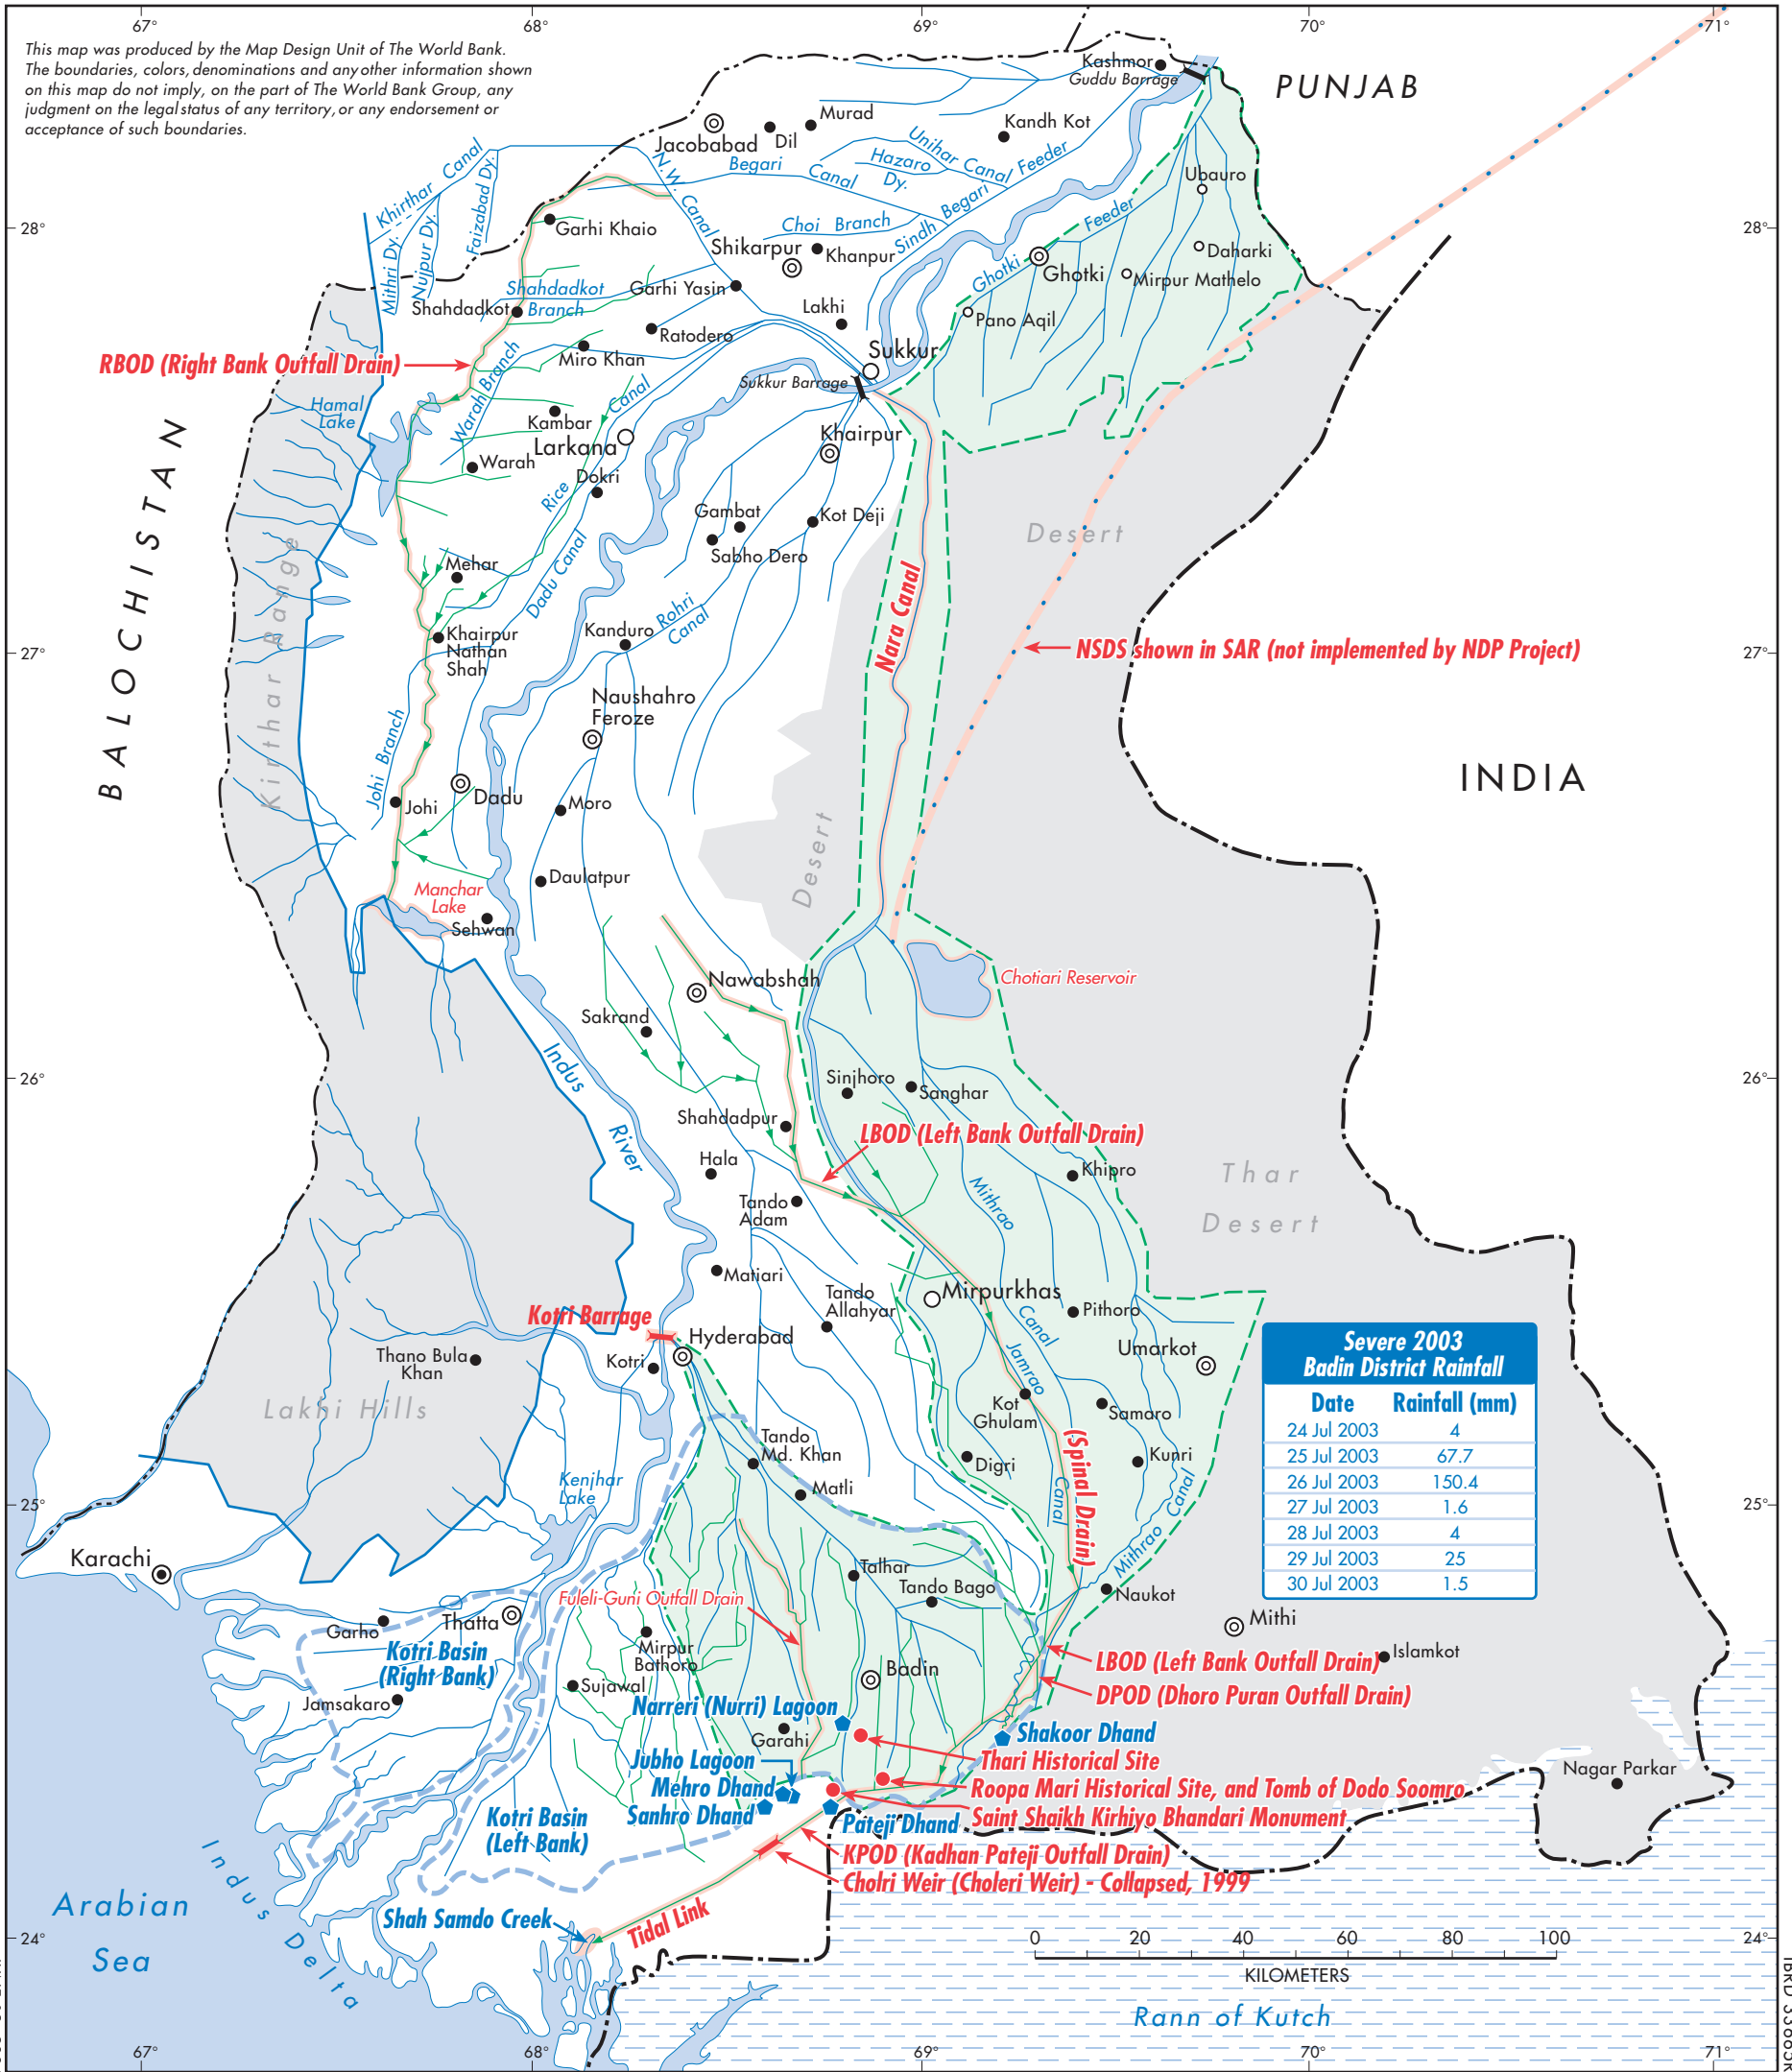 67°
68°
69°
70°
71°
This map was produced by the Map Design Unit of The World Bank.
The boundaries, colors, denominations and any other information shown
on this map do not imply, on the part of The World Bank Group, any
judgment on the legal status of any territory, or any endorsement or
acceptance of such boundaries.
PUNJAB
Kashmor
Guddu Barrage
Jacobabad
Dil
Murad
Kandh Kot
Unihar Canal
Begari
Canal
Hazaro
Dy.
Sindh Begari Feeder
Choi Branch
N.W. Canal
Khirthar Canal
Mithri Dy.
Nujpur Dy.
Faizabad Dy.
Ubauro
28°
28°
Garhi Khaio
Shikarpur
Khanpur
Ghotki Feeder
Ghotki
Daharki
Mirpur Mathelo
Shahdadkot
Branch
Shahdadkot
Garhi Yasin
Lakhi
Pano Aqil
Ratodero
Miro Khan
Sukkur
Sukkur Barrage
RBOD (Right Bank Outfall Drain)
Warah Branch
Hamal
Lake
Kambar
Larkana
Khairpur
Warah
Dokri
Rice
Canal
Gambat
Kot Deji
Sabho Dero
Desert
BALOCHISTAN
Kirthar Range
Mehar
Dadu Canal
Rohri
Canal
Nara Canal
Kanduro
Khairpur
Nathan
Shah
27°
27°
NSDS shown in SAR (not implemented by NDP Project)
Naushahro
Feroze
INDIA
Johi Branch
Johi
Dadu
Moro
Desert
Daulatpur
Manchar
Lake
Sehwan
Nawabshah
Chotiari Reservoir
Sakrand
Indus
River
26°
26°
Sinjhoro
Sanghar
Shahdadpur
LBOD (Left Bank Outfall Drain)
Hala
Khipro
Thar
Desert
Tando
Adam
Mithrao
Canal
Matiari
Tando
Allahyar
Mirpurkhas
Pithoro
Kotri Barrage
Hyderabad
Kotri
Umarkot
Thano Bula
Khan
Jamrao
Canal
Lakhi Hills
Kot
Ghulam
Samaro
Severe 2003
Badin District Rainfall
Date Rainfall (mm)
24 Jul 2003 4
25 Jul 2003 67.7
26 Jul 2003 150.4
27 Jul 2003 1.6
28 Jul 2003 4
29 Jul 2003 25
30 Jul 2003 1.5
Tando
Md. Khan
Digri
(Spinal Drain)
Kunri
Kenjhar
Lake
Matli
Mithrao Canal
25°
25°
Karachi
Talhar
Tando Bago
Naukot
Fuleli-Guni Outfall Drain
Garho
Thatta
Mithi
Kotri Basin
(Right Bank)
Mirpur
Bathoro
Islamkot
LBOD (Left Bank Outfall Drain)
Badin
DPOD (Dhoro Puran Outfall Drain)
Jamsakaro
Sujawal
Narreri (Nurri) Lagoon
Shakoor Dhand
Garahi
Thari Historical Site
Jubho Lagoon
Nagar Parkar
Mehro Dhand
Roopa Mari Historical Site, and Tomb of Dodo Soomro
Sanhro Dhand
Saint Shaikh Kirhiyo Bhandari Monument
Kotri Basin
(Left Bank)
Pateji Dhand
KPOD (Kadhan Pateji Outfall Drain)
Cholri Weir (Choleri Weir) - Collapsed, 1999
Arabian
Sea
Indus Delta
Shah Samdo Creek
Tidal Link
24°
24°
0 20 40 60 80 100
KILOMETERS
Rann of Kutch
67°
68°
69°
70°
71°